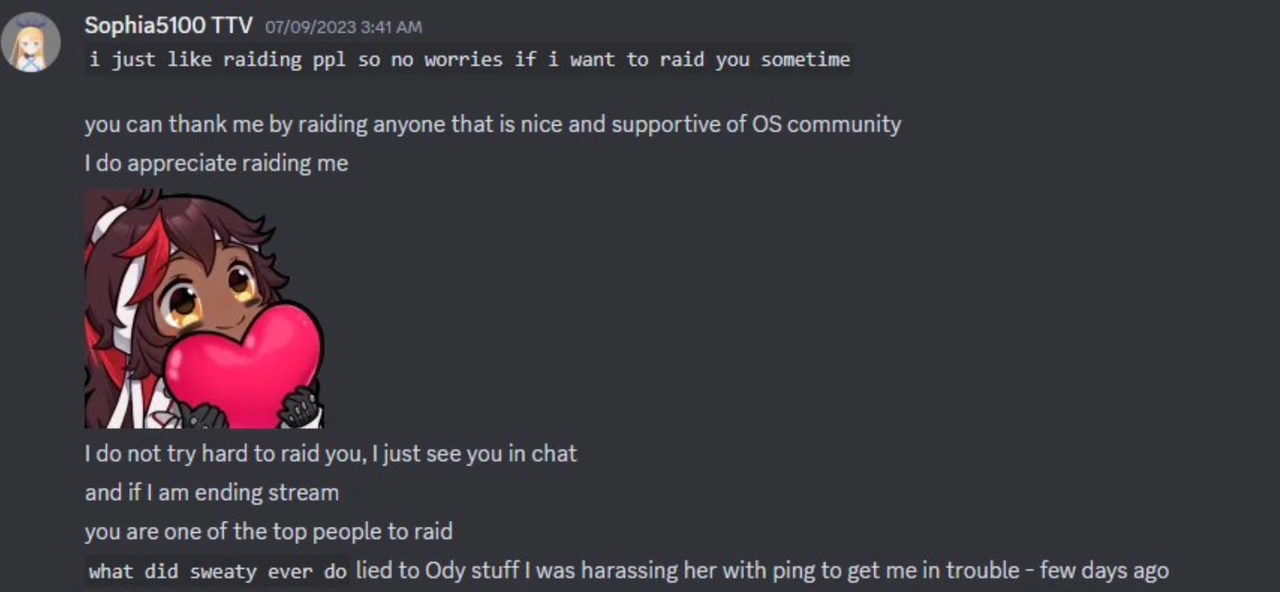 Sophia5100 TTV 07/09/2023 3:41 AM
i just like raiding ppl so no worries if i want to raid you sometime
you can thank me by raiding anyone that is nice and supportive of OS community
I do appreciate raiding me
I do not try hard to raid you, I just see you in chat
and if I am ending stream
you are one of the top people to raid
what did sweaty ever do lied to Ody stuff I was harassing her with ping to get me in trouble - few days ago